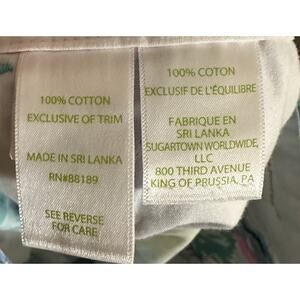 100% COTTON
EXCLUSIVE OF TRIM
MADE IN SRI LANKA
RN#88189
SEE REVERSE
FOR CARE
100% COTON
EXCLUSIF DE L'ÉQUILIBRE
FABRIQUE EN
SRI LANKA
SUGARTOWN WORLDWIDE,
LLC
800 THIRD AVENUE
KING OF PRUSSIA, PA